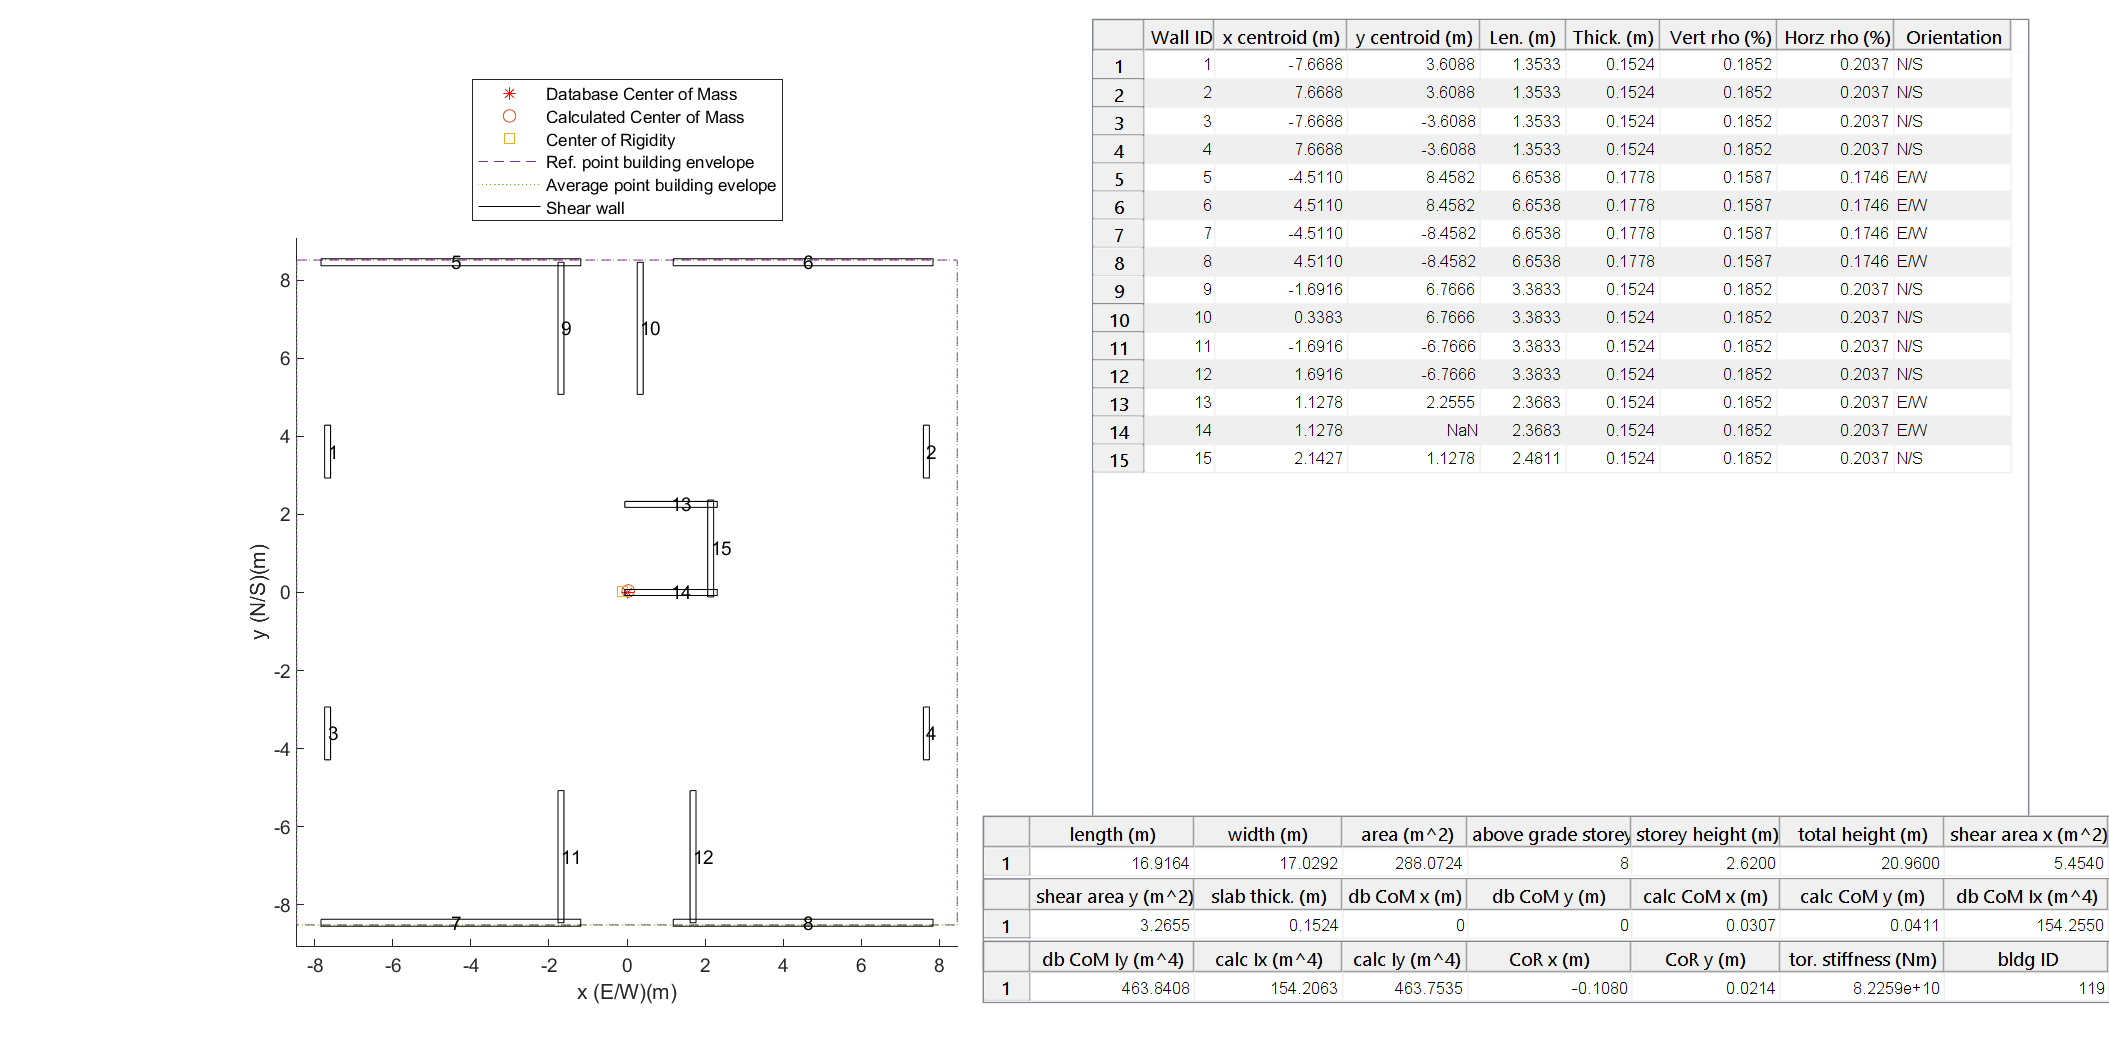 Database Center of Mass
Calculated Center of Mass
Center of Rigidity
Ref. point building envelope
Average point building evelope
Shear wall
8
6
4
2
0
-2
-4
-6
-8
y (N/S)(m)
5
6
9
10
1
2
13
15
14
3
4
11
12
7
8
-8
-6
-4
-2
0
2
4
6
8
x (E/W)(m)
Wall ID x centroid (m) y centroid (m) Len. (m) Thick. (m) Vert rho (%) Horz rho (%) Orientation
1 1 -7.6688 3.6088 1.3533 0.1524 0.1852 0.2037 N/S
2 2 7.6688 3.6088 1.3533 0.1524 0.1852 0.2037 N/S
3 3 -7.6688 -3.6088 1.3533 0.1524 0.1852 0.2037 N/S
4 4 7.6688 -3.6088 1.3533 0.1524 0.1852 0.2037 N/S
5 5 -4.5110 8.4582 6.6538 0.1778 0.1587 0.1746 E/W
6 6 4.5110 8.4582 6.6538 0.1778 0.1587 0.1746 E/W
7 7 -4.5110 -8.4582 6.6538 0.1778 0.1587 0.1746 E/W
8 8 4.5110 -8.4582 6.6538 0.1778 0.1587 0.1746 E/W
9 9 -1.6916 6.7666 3.3833 0.1524 0.1852 0.2037 N/S
10 10 0.3383 6.7666 3.3833 0.1524 0.1852 0.2037 N/S
11 11 -1.6916 -6.7666 3.3833 0.1524 0.1852 0.2037 N/S
12 12 1.6916 -6.7666 3.3833 0.1524 0.1852 0.2037 N/S
13 13 1.1278 2.2555 2.3683 0.1524 0.1852 0.2037 E/W
14 14 1.1278 NaN 2.3683 0.1524 0.1852 0.2037 E/W
15 15 2.1427 1.1278 2.4811 0.1524 0.1852 0.2037 N/S
length (m) width (m) area (m^2) above grade storey storey height (m) total height (m) shear area x (m^2)
1 16.9164 17.0292 288.0724 8 2.6200 20.9600 5.4540
shear area y (m^2) slab thick. (m) db CoM x (m) db CoM y (m) calc CoM x (m) calc CoM y (m) db CoM Ix (m^4)
1 3.2655 0.1524 0 0 0.0307 0.0411 154.2550
db CoM Iy (m^4) calc Ix (m^4) calc Iy (m^4) CoR x (m) CoR y (m) tor. stiffness (Nm) bldg ID
1 463.8408 154.2063 463.7535 -0.1080 0.0214 8.2259e+10 119